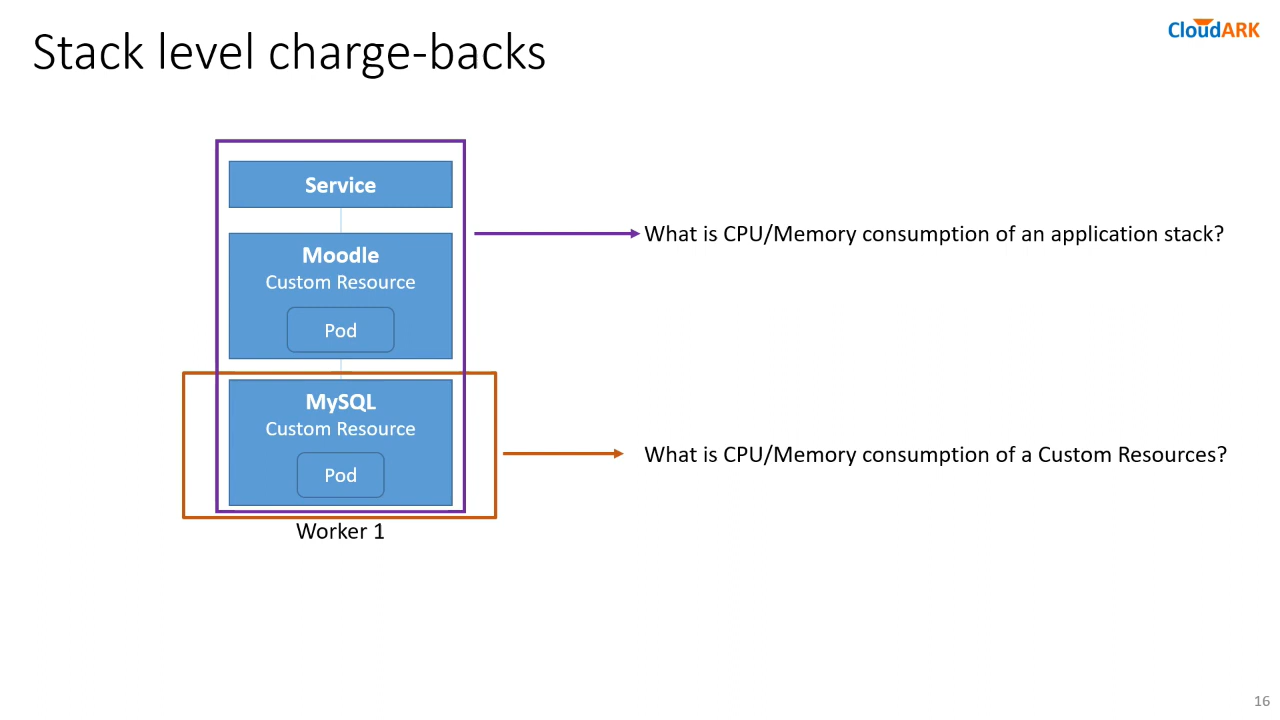 Stack level charge-backs
CloudARK
Service
Moodle
Custom Resource
Pod
MySQL
Custom Resource
Pod
Worker 1
What is CPU/Memory consumption of an application stack?
What is CPU/Memory consumption of a Custom Resources?
16